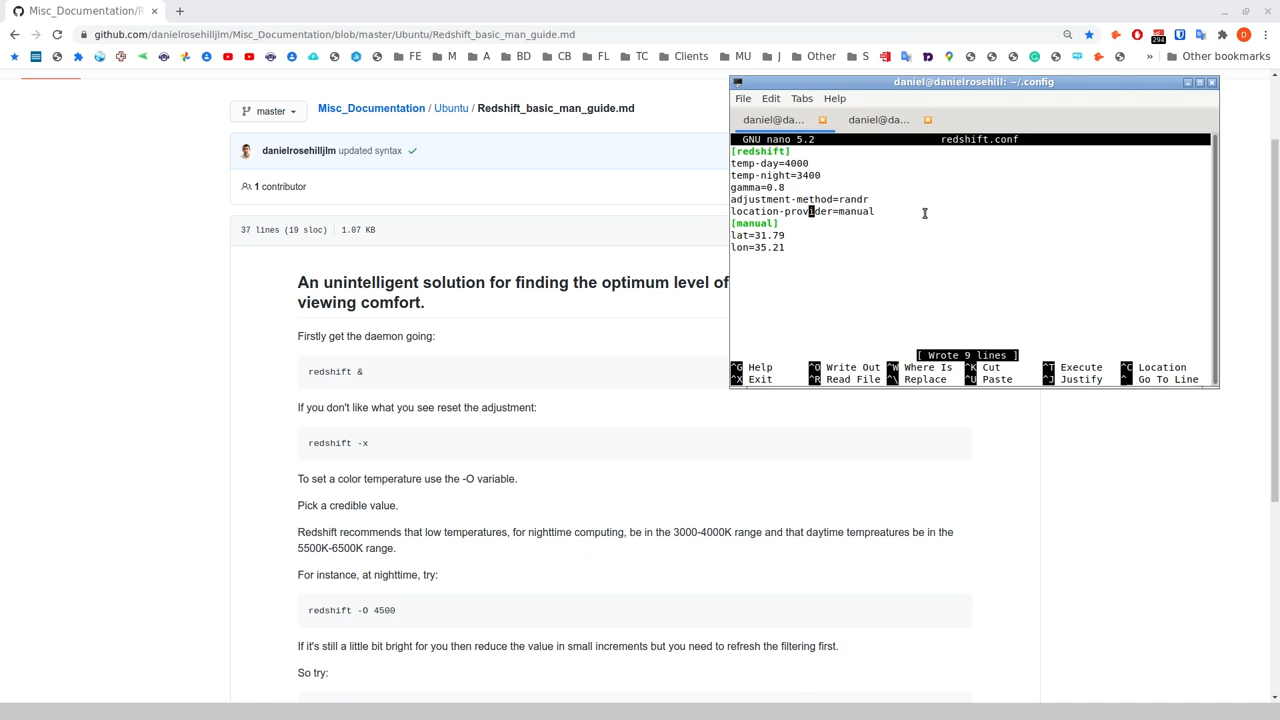 Misc_Documentation/R
github.com/danielrosehilljlm/Misc_Documentation/blob/master/Ubuntu/Redshift_basic_man_guide.md
294
D
FE
M
A
BD
CB
FL
TC
Clients
MU
J
Other
S
»
Other bookmarks
master
Misc_Documentation / Ubuntu / Redshift_basic_man_guide.md
danielrosehilljlm updated syntax
1 contributor
37 lines (19 sloc) 1.07 KB
An unintelligent solution for finding the optimum level of
viewing comfort.
Firstly get the daemon going:
redshift &
If you don't like what you see reset the adjustment:
redshift -x
To set a color temperature use the -O variable.
Pick a credible value.
Redshift recommends that low temperatures, for nighttime computing, be in the 3000-4000K range and that daytime tempreatures be in the
5500K-6500K range.
For instance, at nighttime, try:
redshift -O 4500
If it's still a little bit bright for you then reduce the value in small increments but you need to refresh the filtering first.
So try:
daniel@danielrosehill: ~/.config
File Edit Tabs Help
daniel@da... daniel@da...
GNU nano 5.2 redshift.conf
[redshift]
temp-day=4000
temp-night=3400
gamma=0.8
adjustment-method=randr
location-provider=manual
[manual]
lat=31.79
lon=35.21
[ Wrote 9 lines ]
^G Help ^O Write Out ^W Where Is ^K Cut ^T Execute ^C Location
^X Exit ^R Read File ^\ Replace ^U Paste ^J Justify ^_ Go To Line